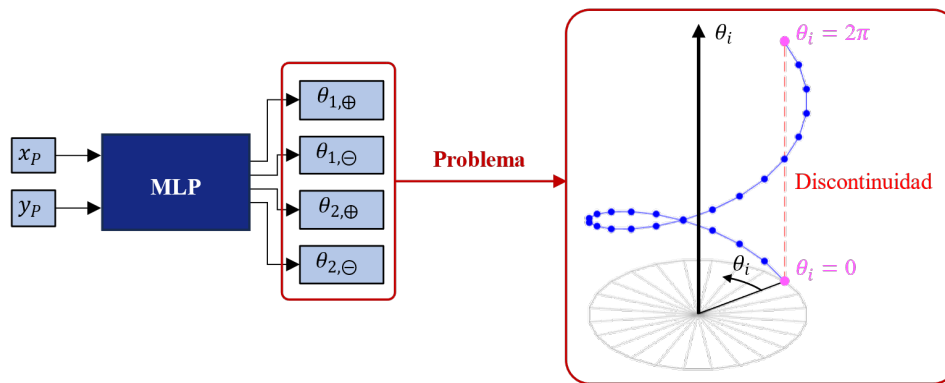 x_P
y_P
MLP
θ_{1,⊕}
θ_{1,⊖}
θ_{2,⊕}
θ_{2,⊖}
Problema
θ_i
θ_i = 2π
Discontinuidad
θ_i
θ_i = 0